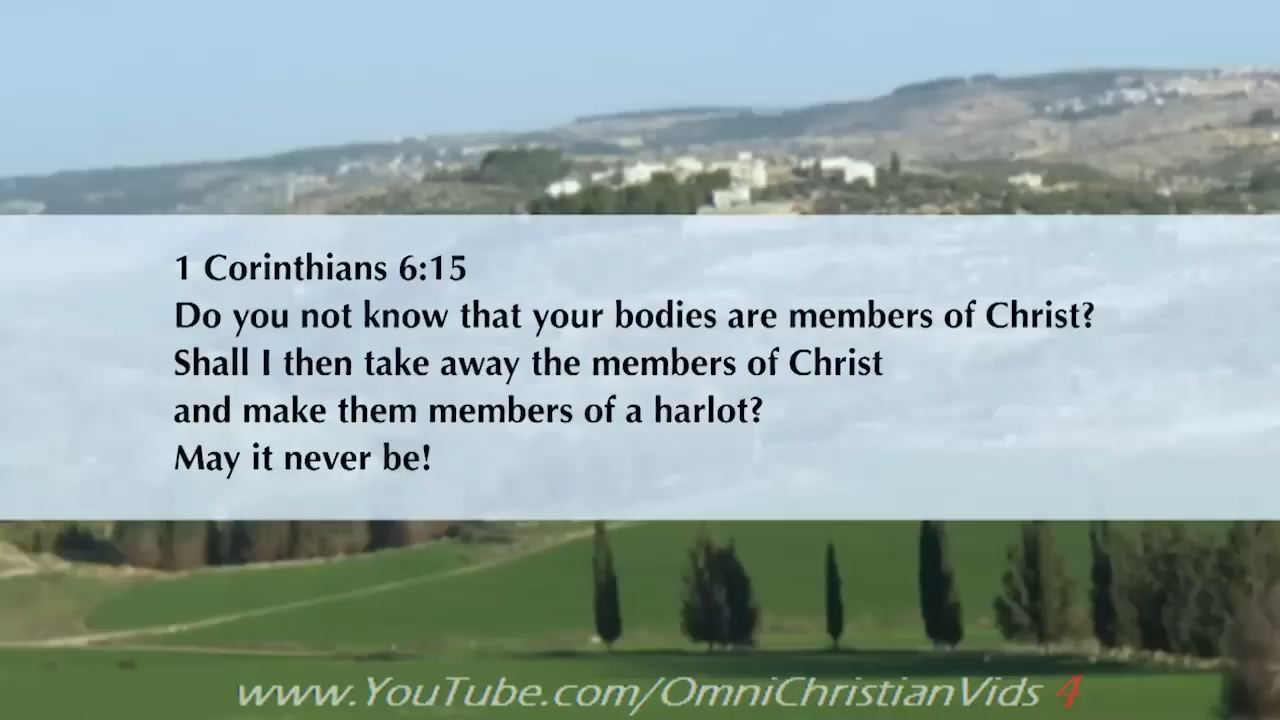 1 Corinthians 6:15
Do you not know that your bodies are members of Christ?
Shall I then take away the members of Christ
and make them members of a harlot?
May it never be!
www.YouTube.com/OmniChristianVids 4